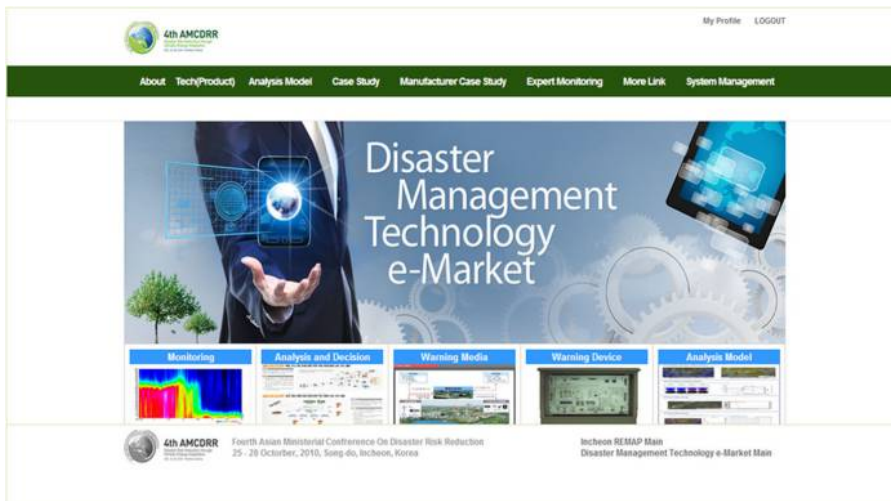 My Profile LOGOUT
4th AMCDRR
About Tech(Product) Analysis Model Case Study Manufacturer Case Study Expert Monitoring More Link System Management
Disaster
Management
Technology
e-Market
Monitoring Analysis and Decision Warning Media Warning Device Analysis Model
4th AMCDRR
Fourth Asian Ministerial Confrerence On Disaster Risk Reduction
25 - 28 Octorber, 2010, Song-do, Incheon, Korea
Incheon REMAP Main
Disaster Management Technology e-Market Main